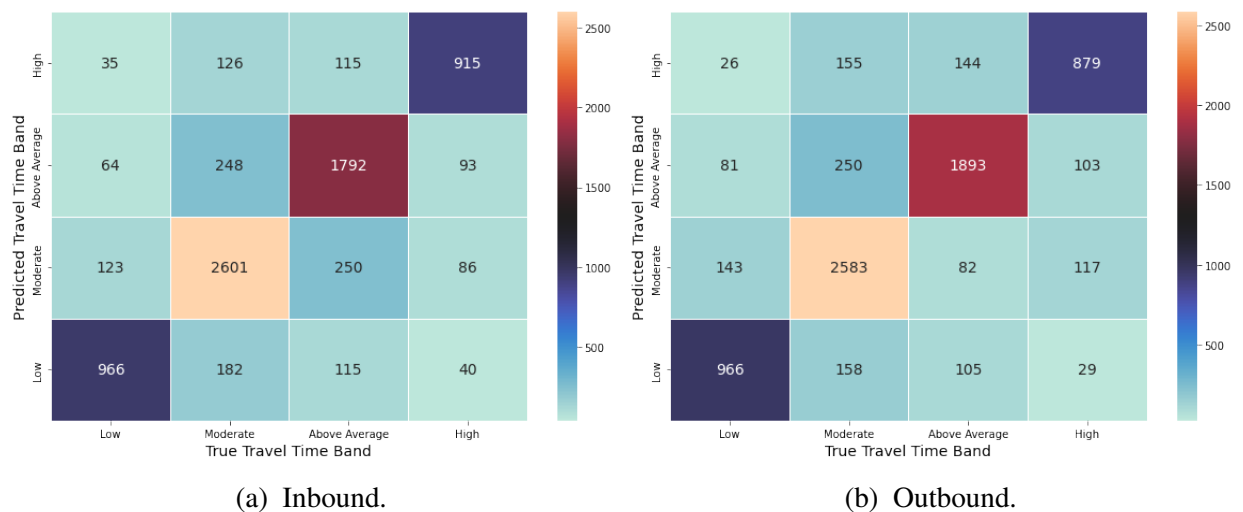 High 35 126 115 915
Above Average 64 248 1792 93
Moderate 123 2601 250 86
Low 966 182 115 40
Low Moderate Above Average High
True Travel Time Band
Predicted Travel Time Band
2500
2000
1500
1000
500
(a) Inbound.
High 26 155 144 879
Above Average 81 250 1893 103
Moderate 143 2583 82 117
Low 966 158 105 29
Low Moderate Above Average High
True Travel Time Band
Predicted Travel Time Band
2500
2000
1500
1000
500
(b) Outbound.